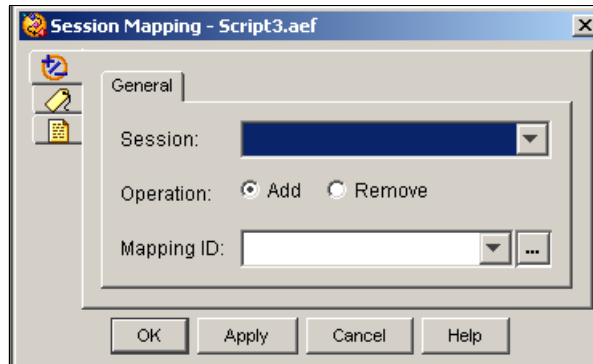 Session Mapping - Script3.aef
General
Session:
Operation: Add Remove
Mapping ID: ...
OK Apply Cancel Help